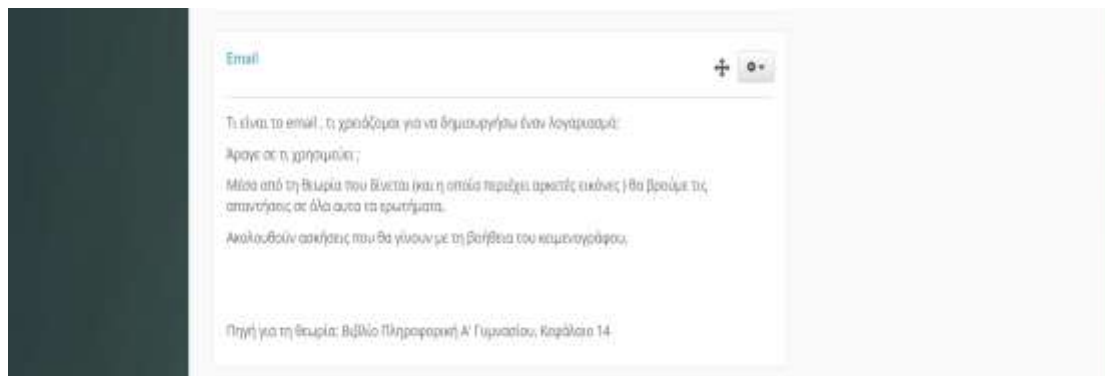 Email
Τι είναι το email , τι χρειάζομαι για να δημιουργήσω έναν λογαριασμό;
Άραγε σε τι χρησιμεύει ;
Μέσα από τη θεωρία που δίνεται (και η οποία περιέχει αρκετές εικόνες ) θα βρούμε τις
απαντήσεις σε όλα αυτα τα ερωτήματα.
Ακολουθούν ασκήσεις που θα γίνουν με τη βοήθεια του κειμενογράφου.
Πηγή για τη θεωρία: Βιβλίο Πληροφορική Α' Γυμνασίου, Κεφάλαιο 14